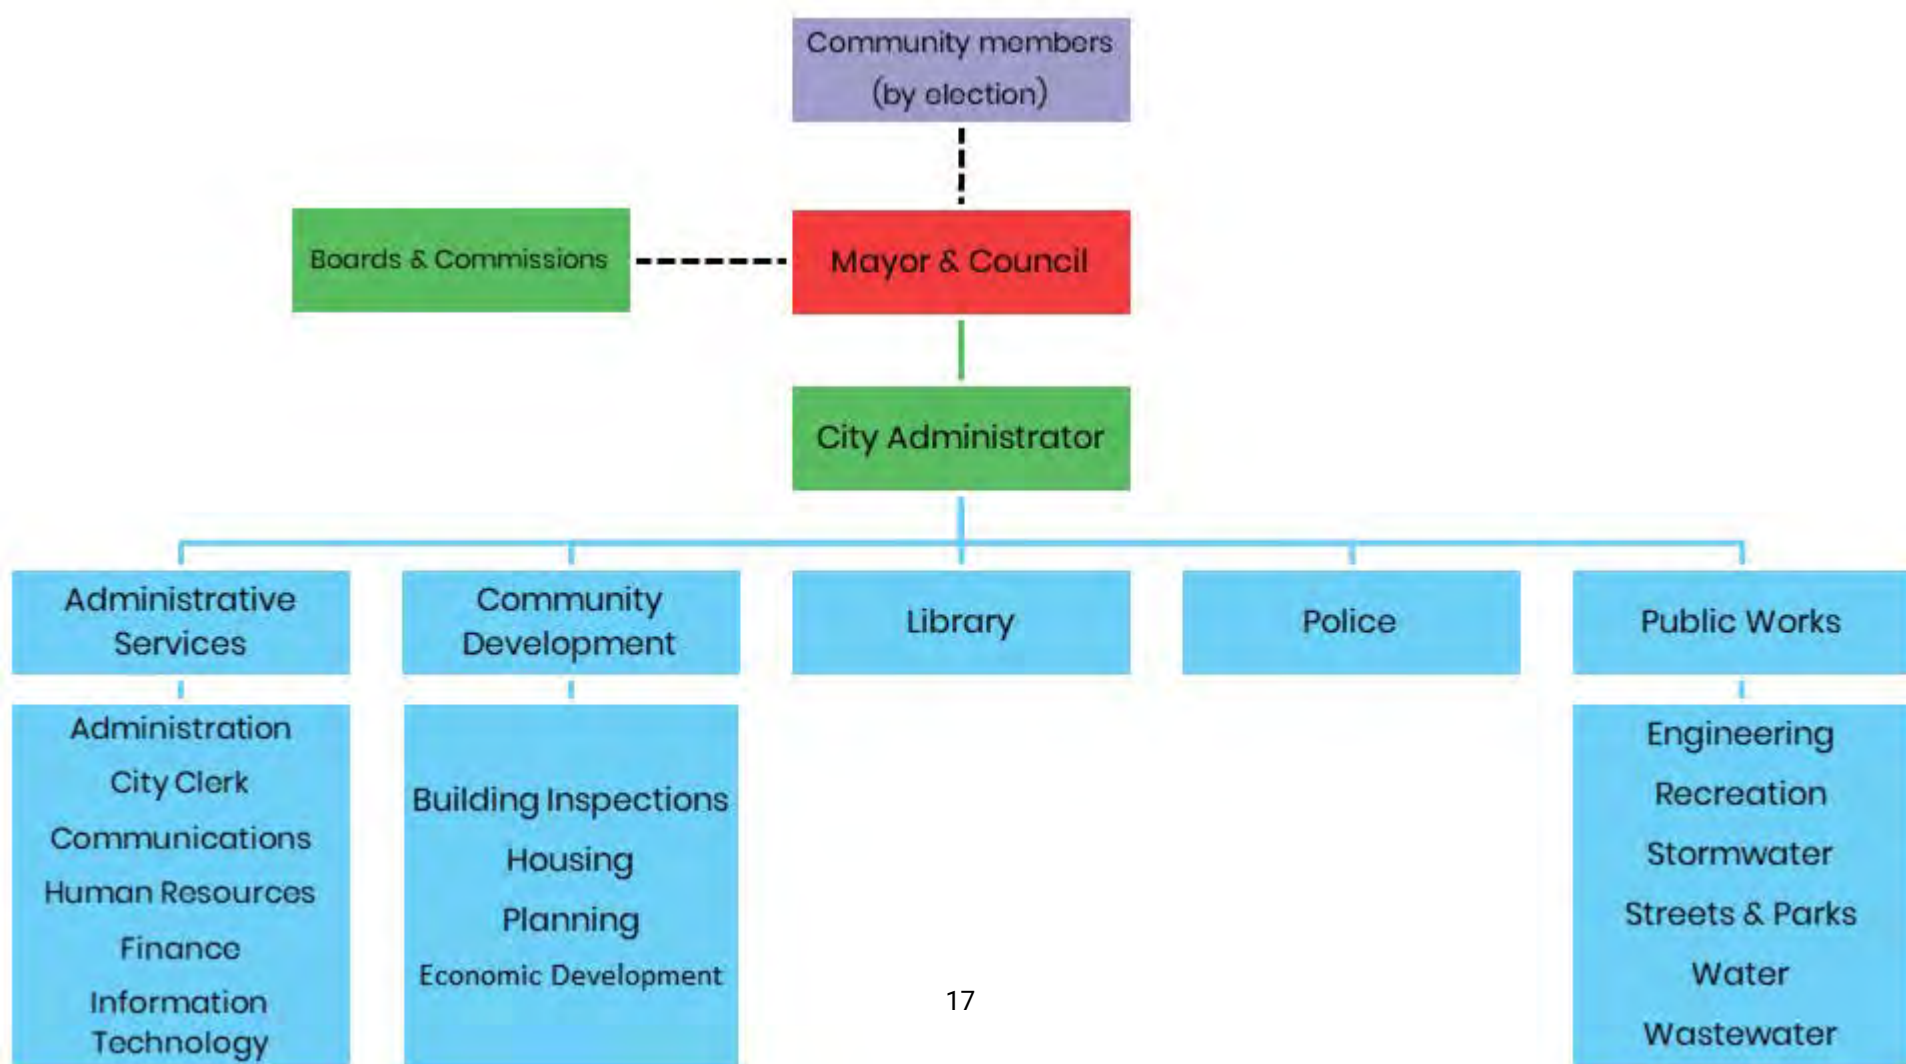 Community members
(by election)
Boards & Commissions
Mayor & Council
City Administrator
Administrative
Services
Community
Development
Library
Police
Public Works
Administration
City Clerk
Communications
Human Resources
Finance
Information
Technology
Building Inspections
Housing
Planning
Economic Development
Engineering
Recreation
Stormwater
Streets & Parks
Water
Wastewater
17